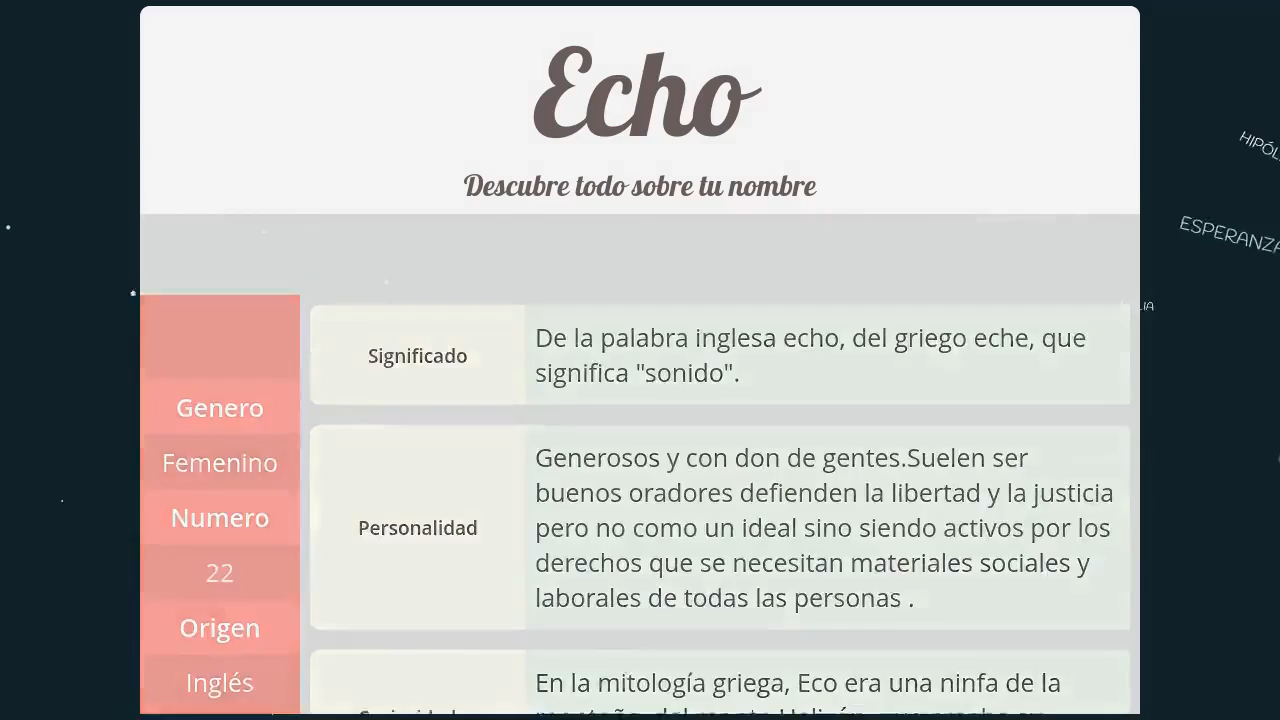 Echo
Descubre todo sobre tu nombre
HIPÓL
ESPERANZA
LIA
Genero
Femenino
Numero
22
Origen
Inglés
Significado
De la palabra inglesa echo, del griego eche, que
significa "sonido".
Personalidad
Generosos y con don de gentes.Suelen ser
buenos oradores defienden la libertad y la justicia
pero no como un ideal sino siendo activos por los
derechos que se necesitan materiales sociales y
laborales de todas las personas .
En la mitología griega, Eco era una ninfa de la